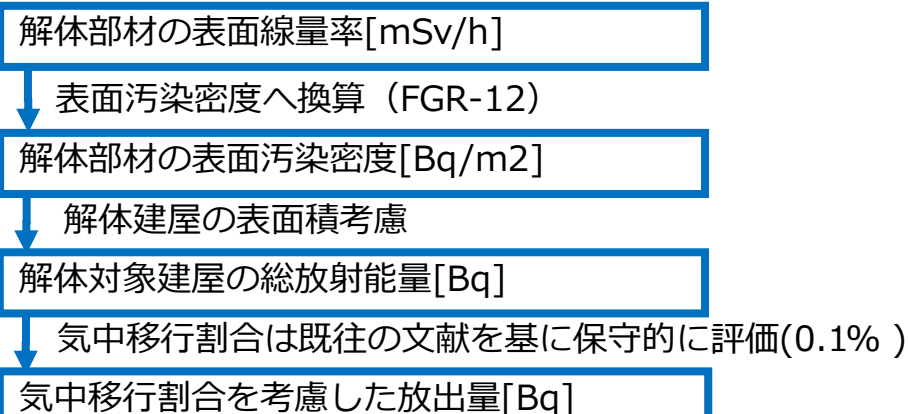 解体部材の表面線量率[mSv/h]
表面汚染密度へ換算（FGR-12）
解体部材の表面汚染密度[Bq/m2]
解体建屋の表面積考慮
解体対象建屋の総放射能量[Bq]
気中移行割合は既往の文献を基に保守的に評価(0.1% )
気中移行割合を考慮した放出量[Bq]